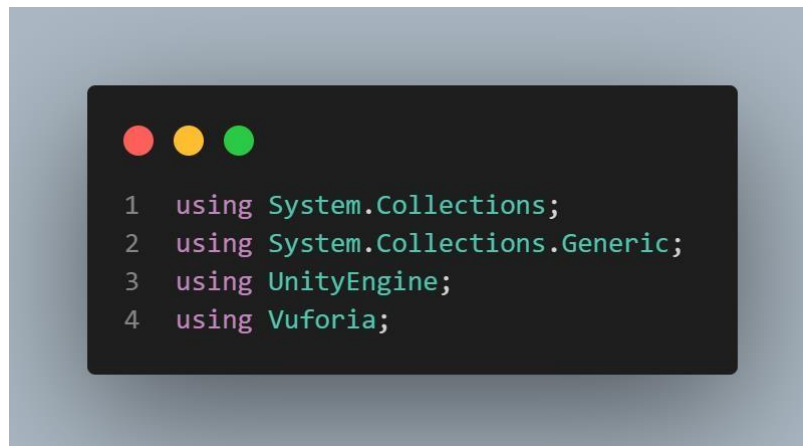 1 using System.Collections;
2 using System.Collections.Generic;
3 using UnityEngine;
4 using Vuforia;